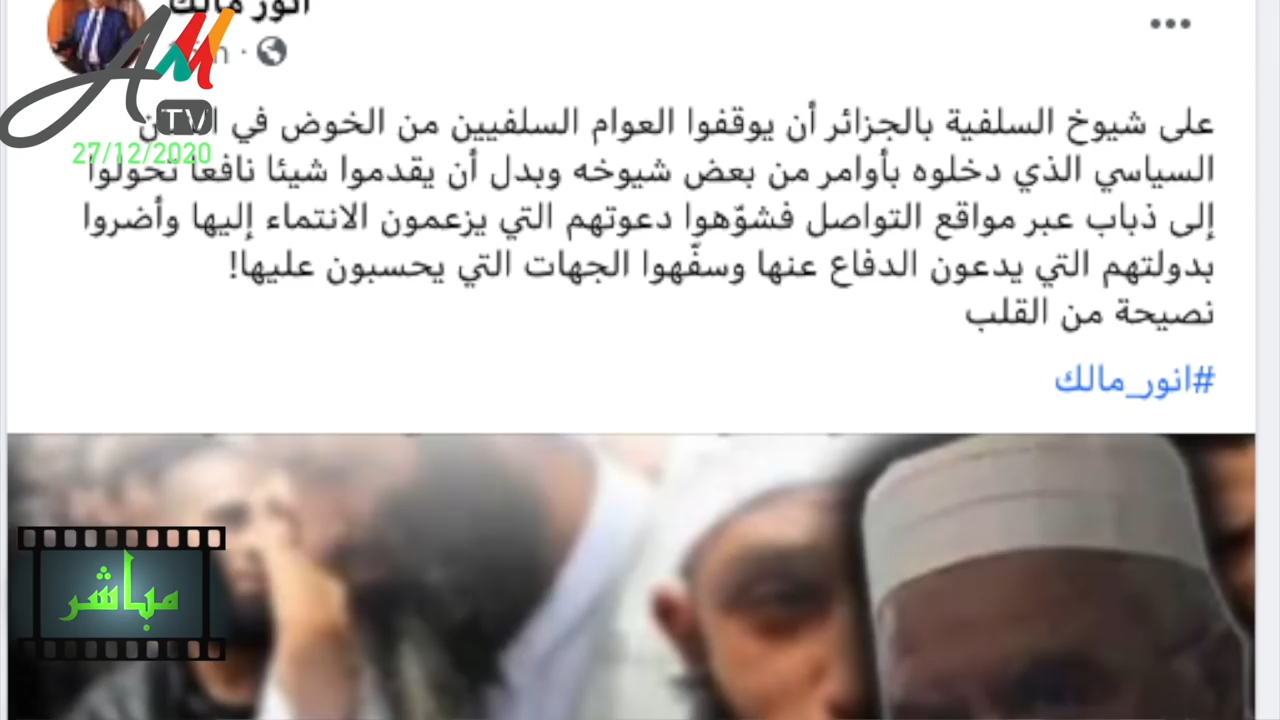 انور مالك
AM
TV
27/12/2020
على شيوخ السلفية بالجزائر أن يوقفوا العوام السلفيين من الخوض في
السياسي الذي دخلوه بأوامر من بعض شيوخه وبدل أن يقدموا شيئا نافعا تحولوا
إلى ذباب عبر مواقع التواصل فشوّهوا دعوتهم التي يزعمون الانتماء إليها وأضروا
بدولتهم التي يدعون الدفاع عنها وسفّهوا الجهات التي يحسبون عليها!
نصيحة من القلب
#انور_مالك
مباشر